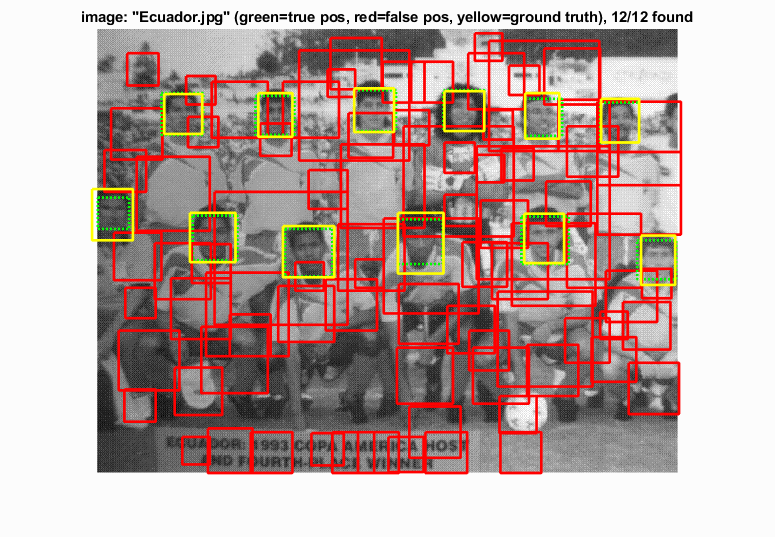 image: "Ecuador.jpg" (green=true pos, red=false pos, yellow=ground truth), 12/12 found
ECUADOR: 1993 COPA AMERICA HOST
AND FOURTH-PLACE WINNER